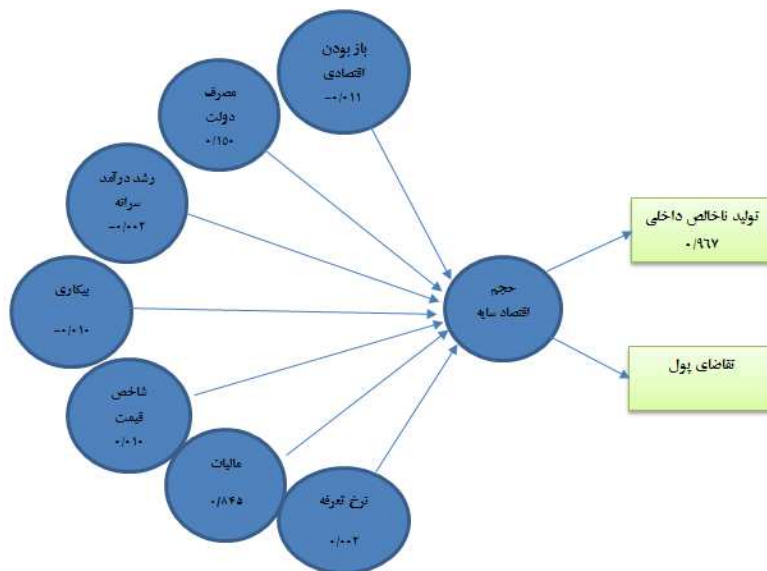 باز بودن
اقتصادی
-۰/۰۱۱
مصرف
دولت
۰/۱۵۰
رشد درآمد
سرانه
-۰/۰۰۲
بیکاری
-۰/۰۱۰
شاخص
قیمت
۰/۰۱۰
مالیات
۰/۸۴۵
نرخ تعرفه
۰/۰۰۲
حجم
اقتصاد سایه
تولید ناخالص داخلی
۰/۹۶۷
تقاضای پول